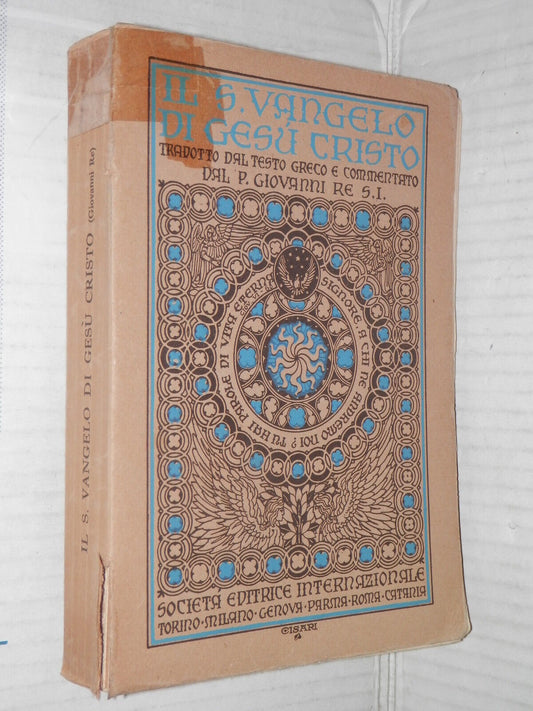 IL S. VANGELO
DI GESÚ CRISTO
TRADOTTO DAL TESTO GRECO E COMMENTATO
DAL P. GIOVANNI RE S.I.
SIGNORE, A CHI NE ANDREMO NOI? TU HAI PAROLE DI VITA ETERNA
SOCIETÁ EDITRICE INTERNAZIONALE
TORINO·MILANO·GENOVA·PARMA·ROMA·CATANIA
CISARI
IL S. VANGELO DI GESÙ CRISTO (Giovanni Re)